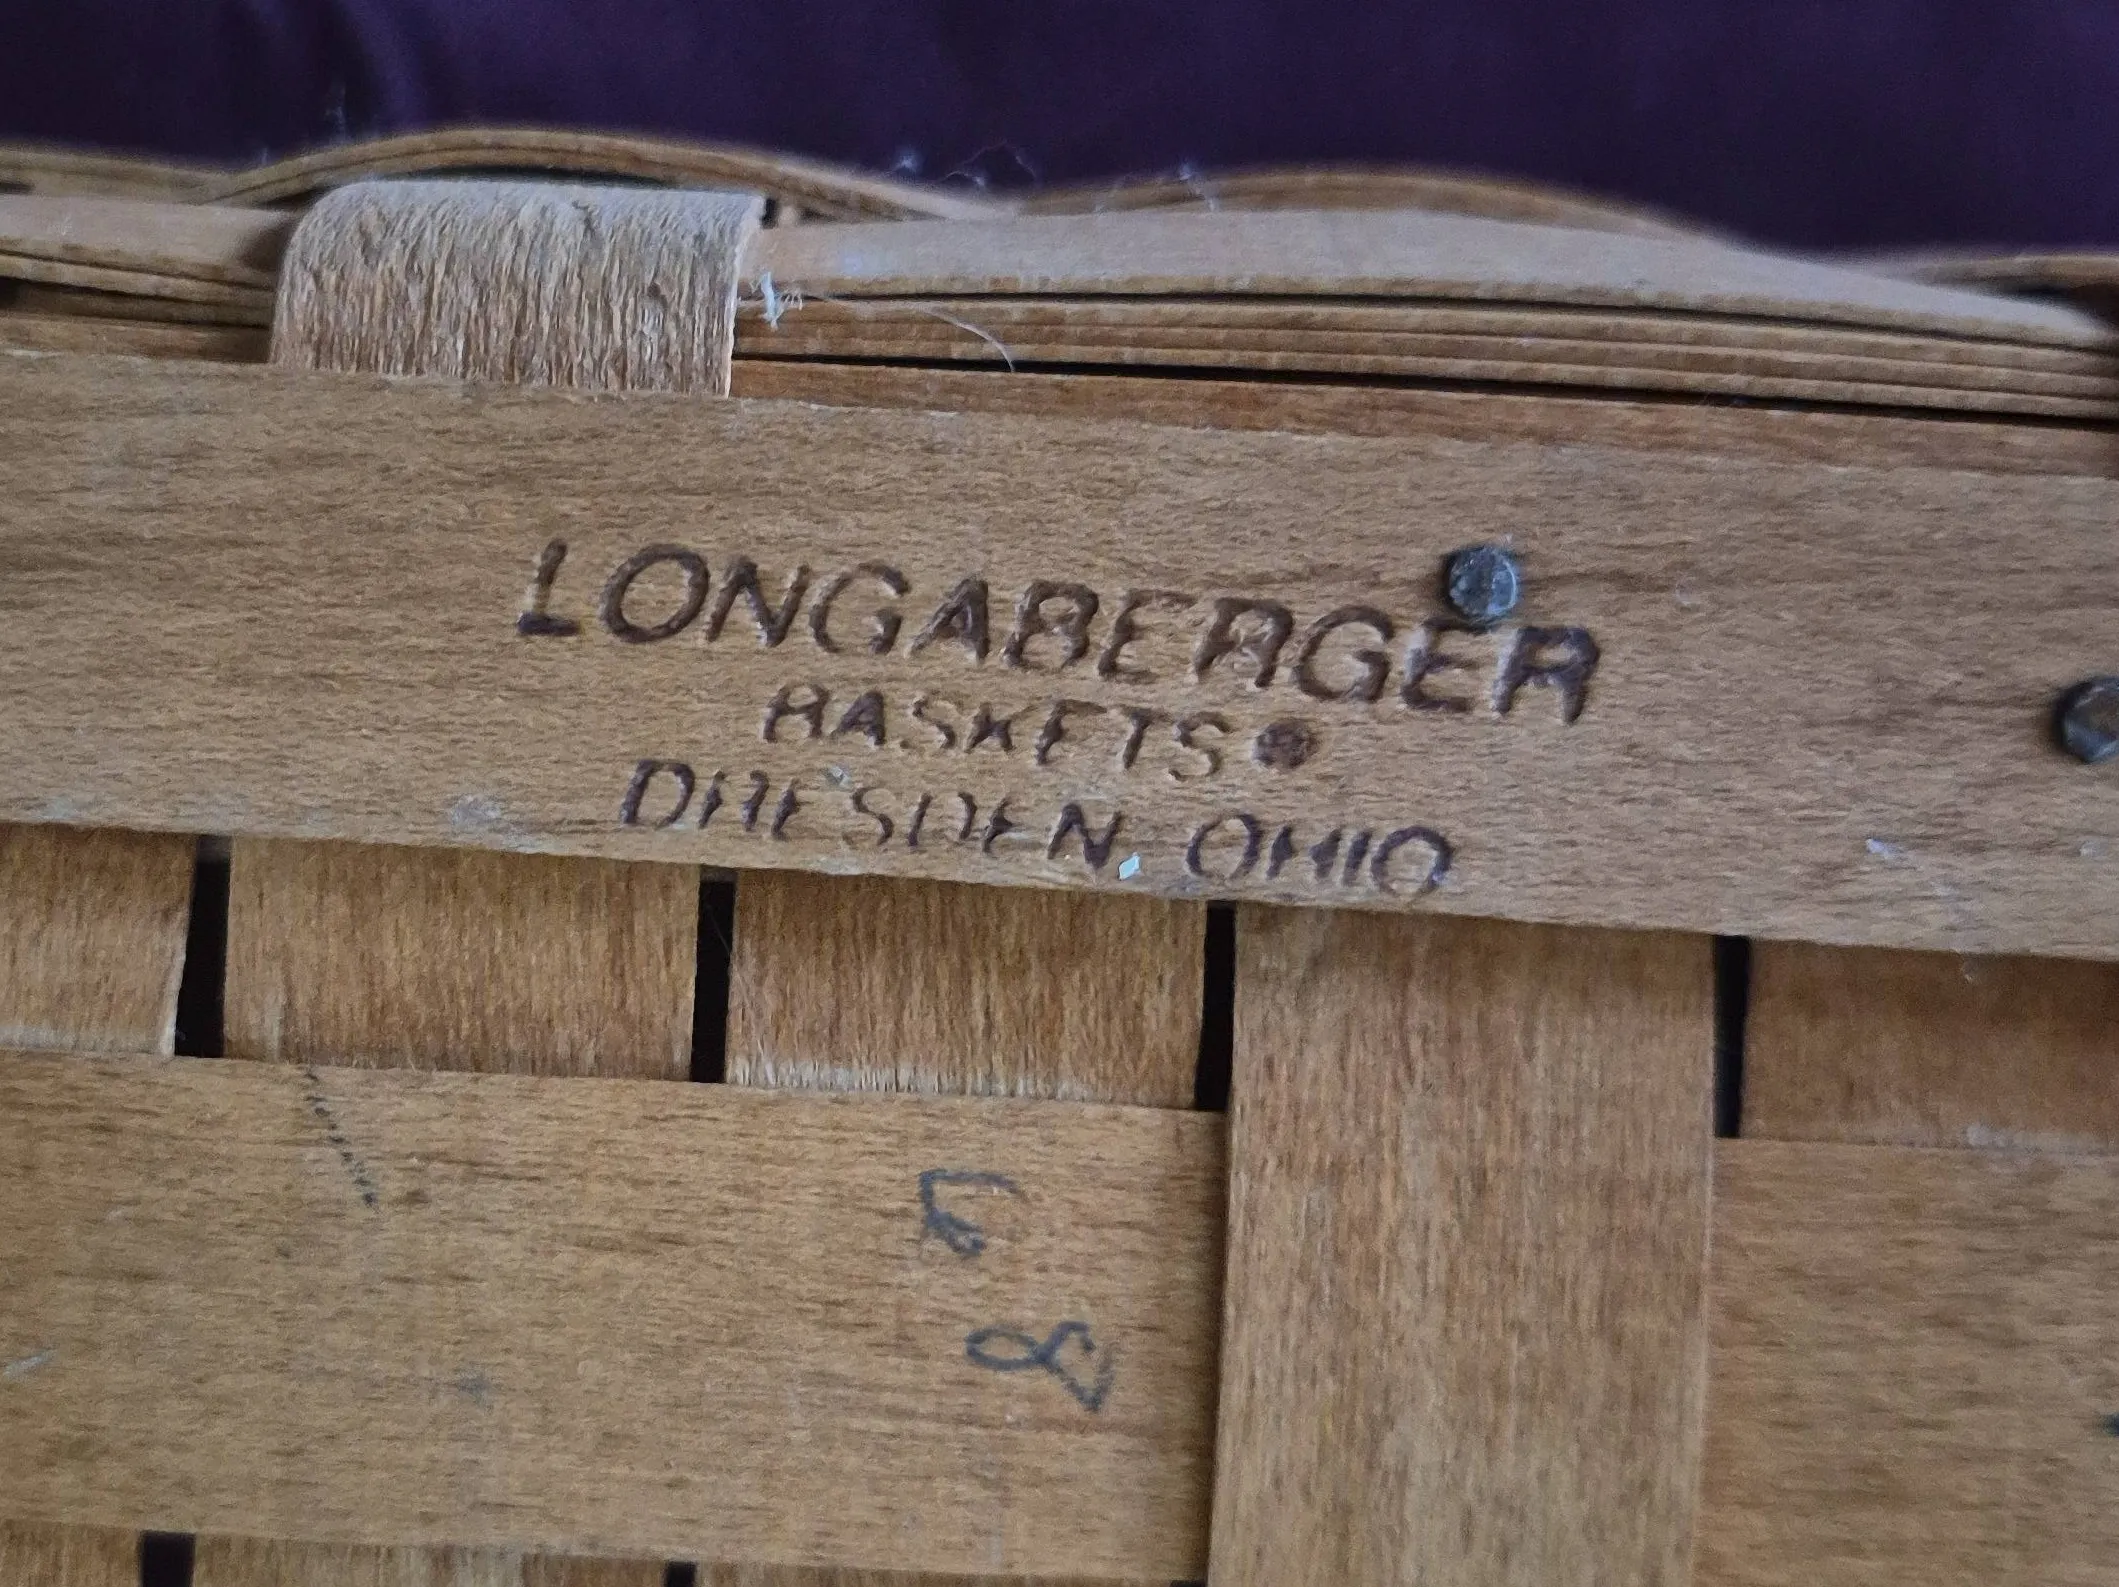 LONGABERGER
BASKETS®
DRESDEN, OHIO